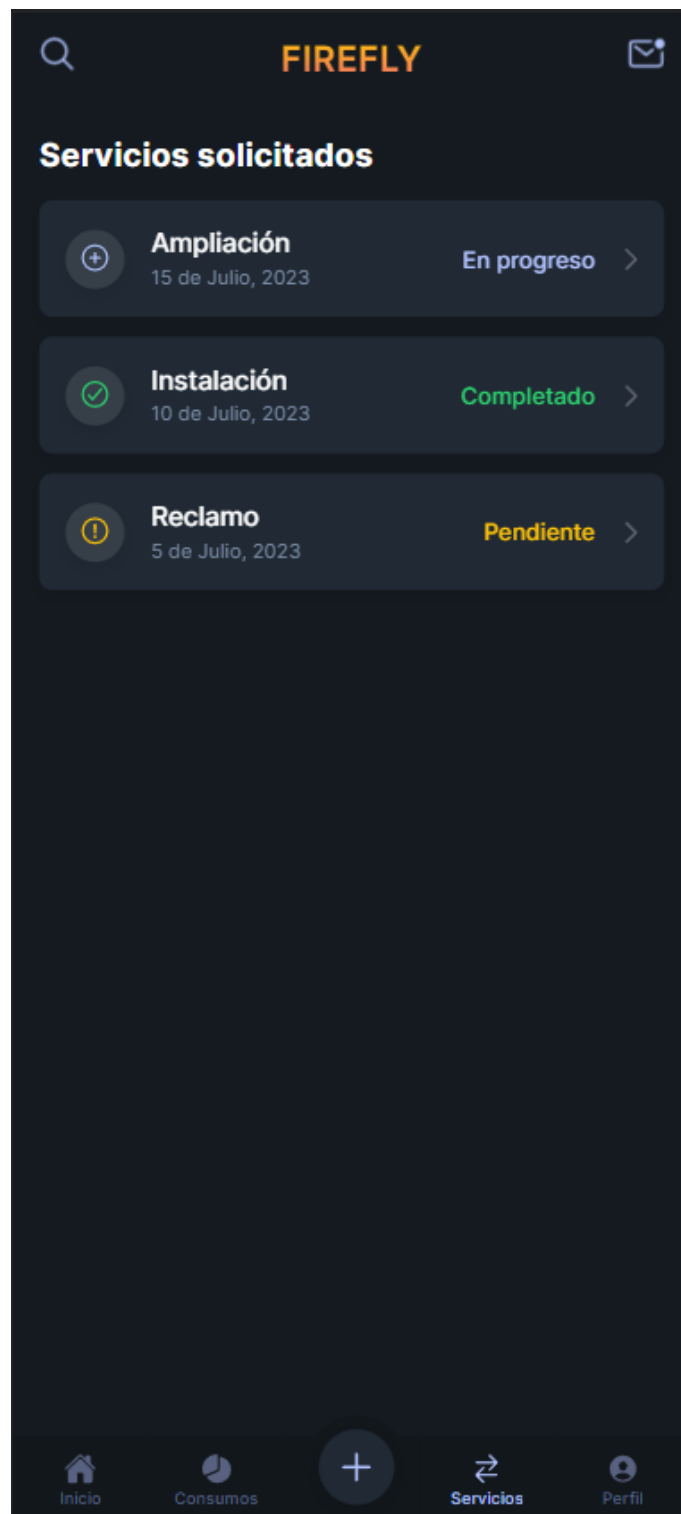 FIREFLY
Servicios solicitados
Ampliación
15 de Julio, 2023
En progreso
Instalación
10 de Julio, 2023
Completado
Reclamo
5 de Julio, 2023
Pendiente
Inicio
Consumos
Servicios
Perfil